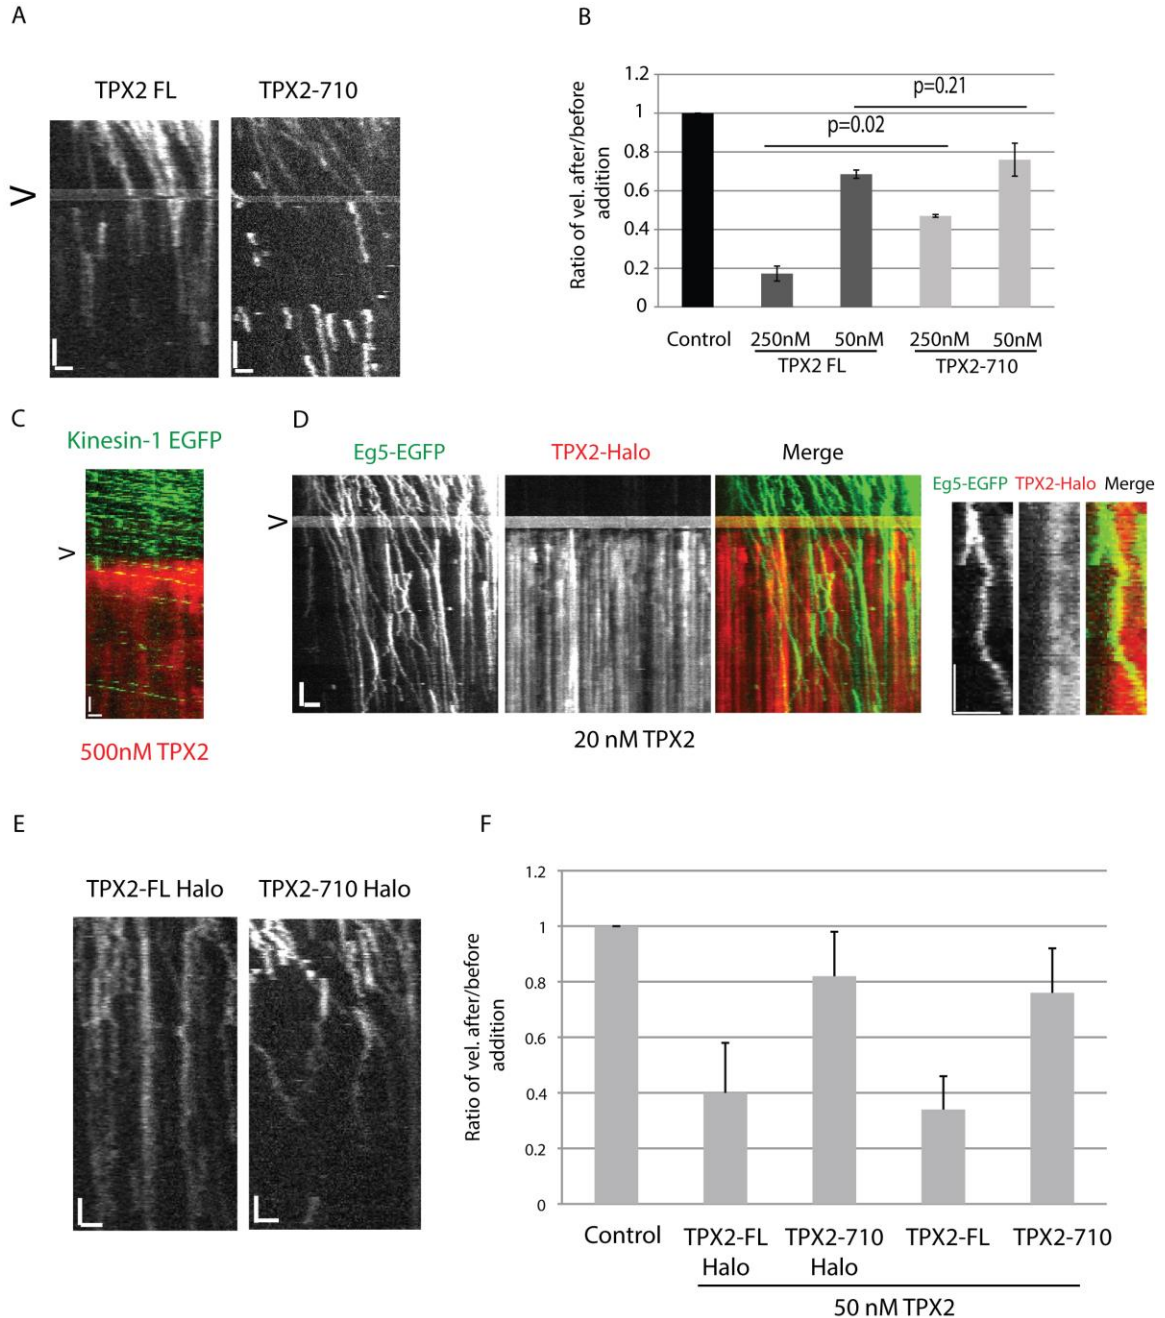 A
TPX2 FL
TPX2-710
>
B
Ratio of vel. after/before
addition
1.2
1
0.8
0.6
0.4
0.2
0
p=0.21
p=0.02
Control
250nM
50nM
250nM
50nM
TPX2 FL
TPX2-710
C
Kinesin-1 EGFP
>
500nM TPX2
D
Eg5-EGFP
TPX2-Halo
Merge
>
20 nM TPX2
Eg5-EGFP
TPX2-Halo
Merge
E
TPX2-FL Halo
TPX2-710 Halo
F
Ratio of vel. after/before
addition
1.2
1
0.8
0.6
0.4
0.2
0
Control
TPX2-FL
Halo
TPX2-710
Halo
TPX2-FL
TPX2-710
50 nM TPX2